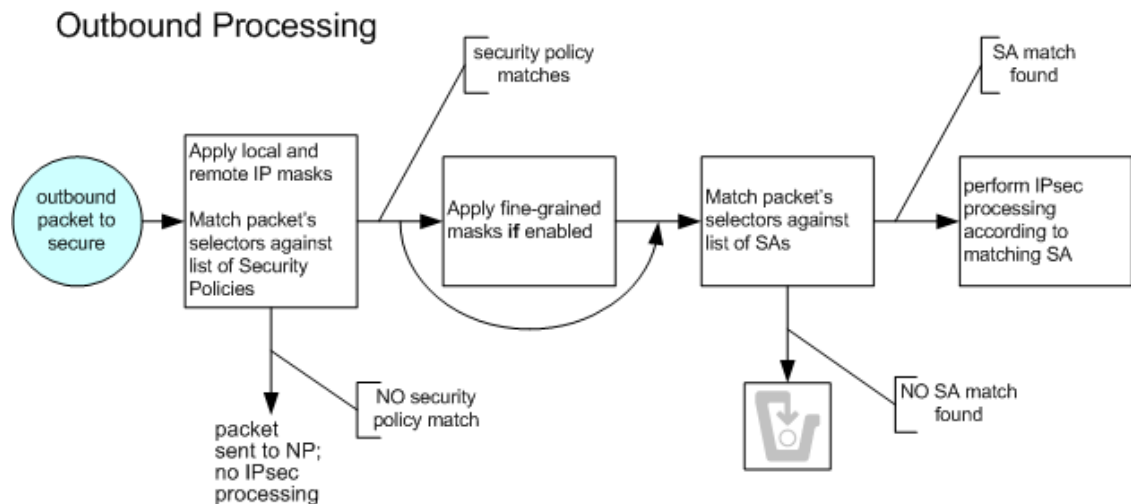 Outbound Processing
security policy
matches
SA match
found
outbound
packet to
secure
Apply local and
remote IP masks
Match packet's
selectors against
list of Security
Policies
Apply fine-grained
masks if enabled
Match packet's
selectors against
list of SAs
perform IPsec
processing
according to
matching SA
NO security
policy match
NO SA match
found
packet
sent to NP;
no IPsec
processing